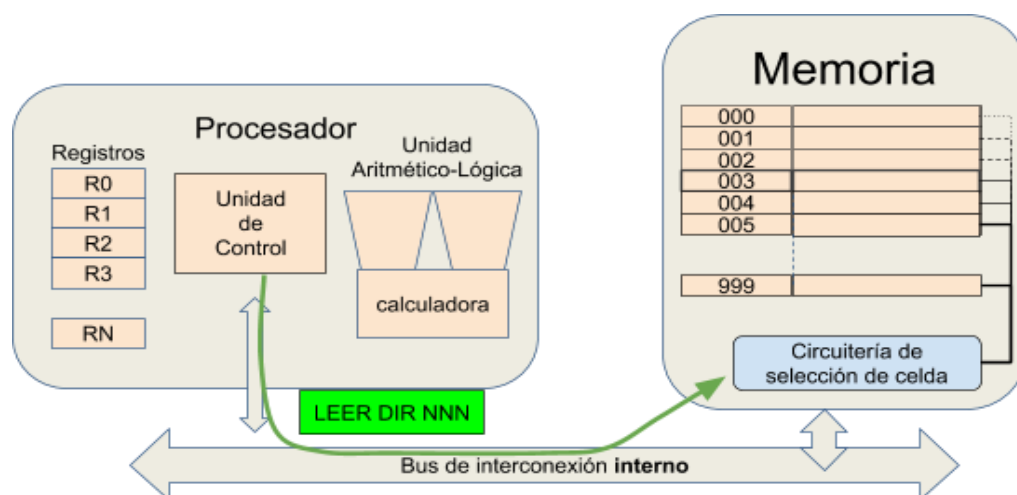 Procesador
Registros
R0
R1
R2
R3
RN
Unidad
de
Control
Unidad
Aritmético-Lógica
calculadora
LEER DIR NNN
Memoria
000
001
002
003
004
005
999
Circuitería de
selección de celda
Bus de interconexión interno